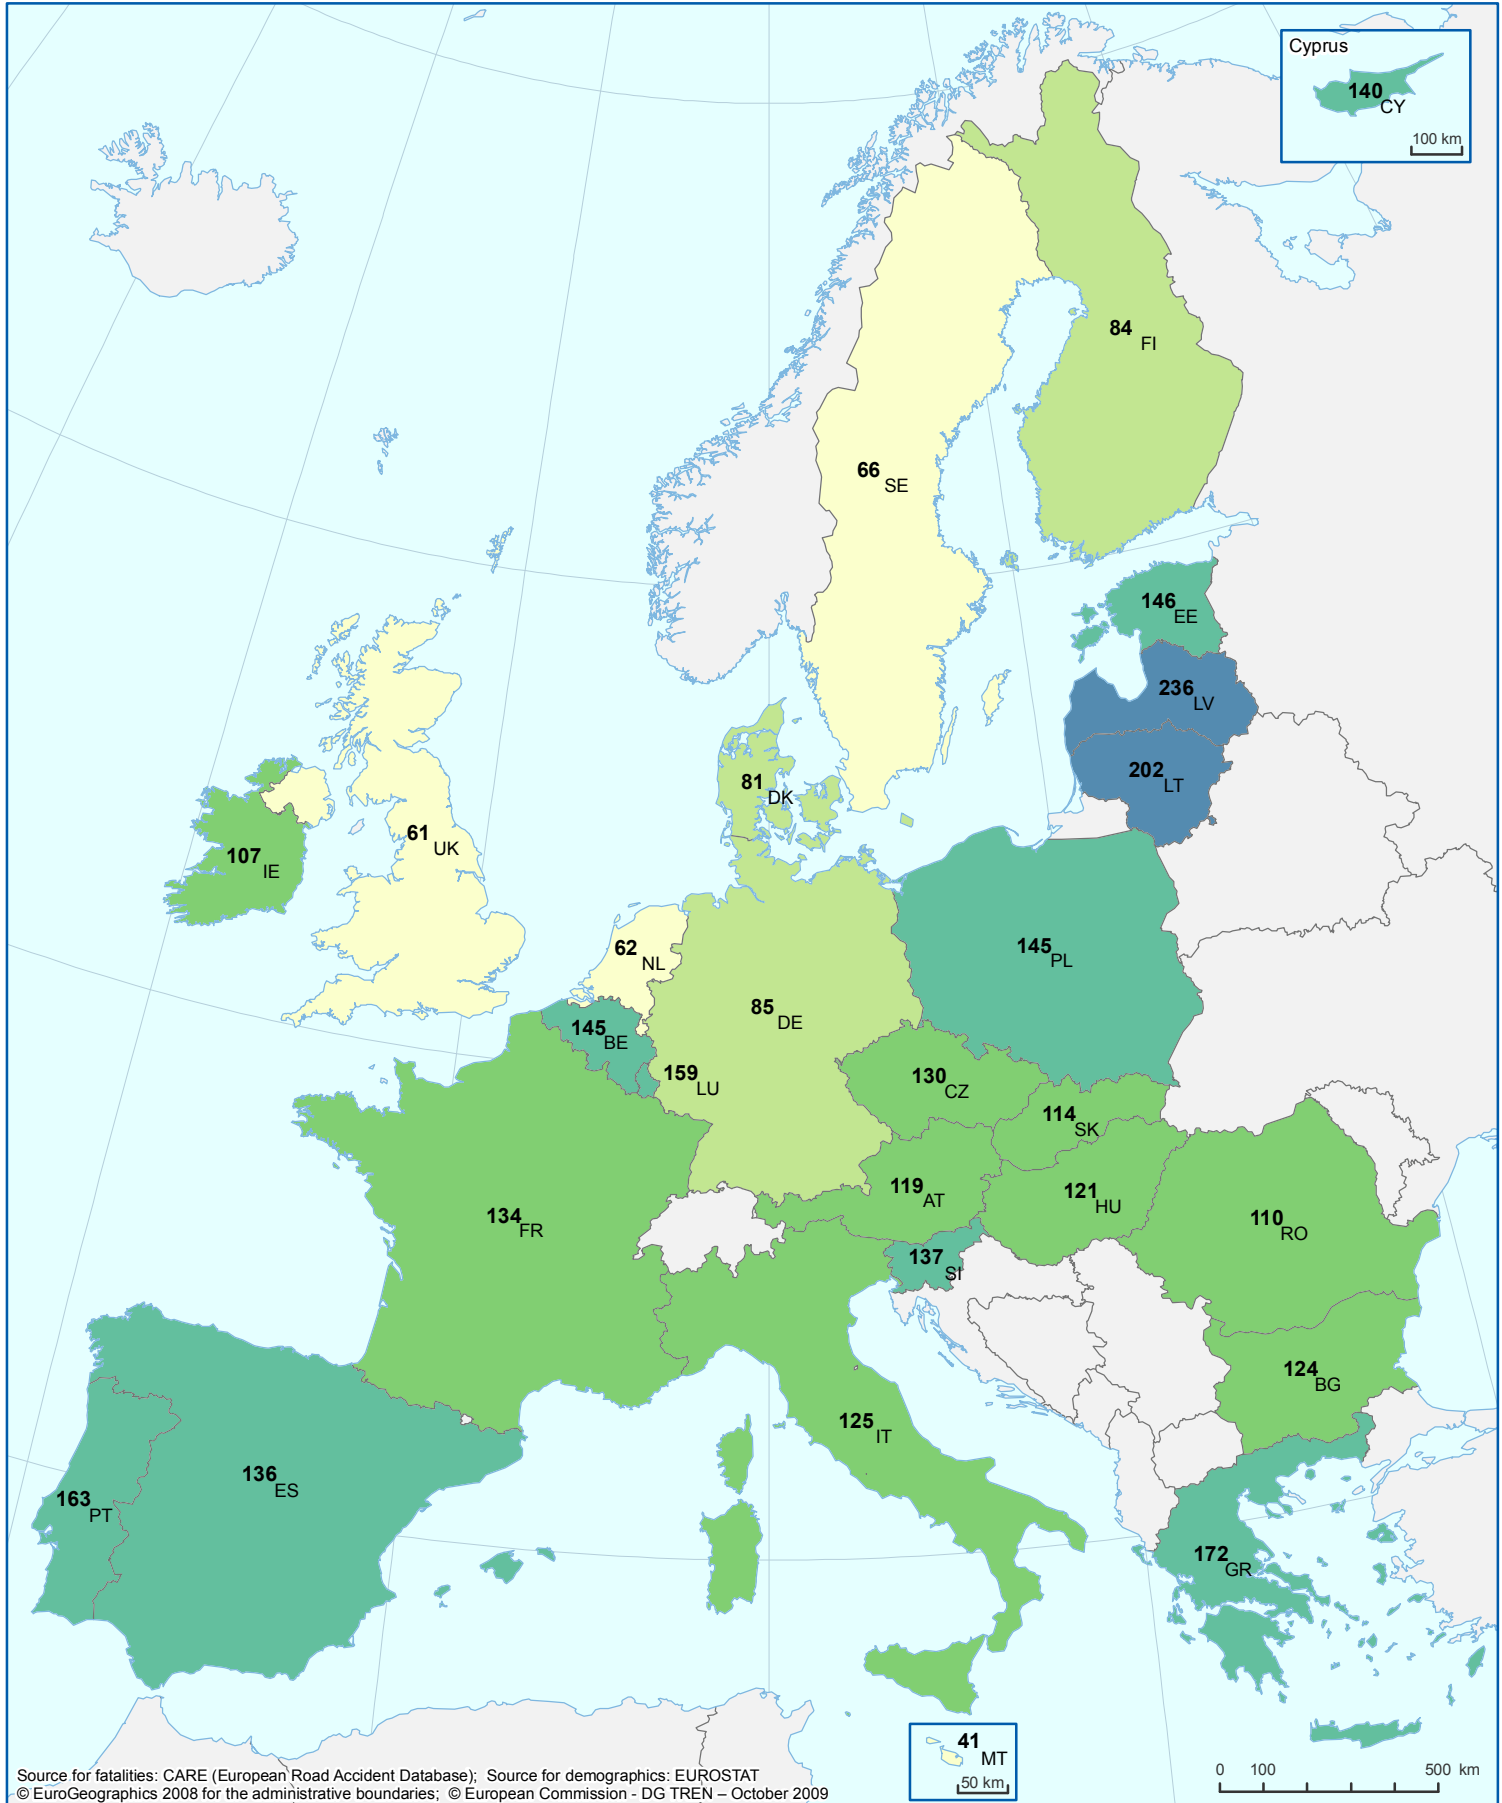 Cyprus
140
CY
100 km
84
FI
66
SE
146
EE
236
LV
202
LT
81
DK
61
UK
107
IE
62
NL
145
PL
85
DE
145
BE
159
LU
130
CZ
114
SK
119
AT
121
HU
134
FR
110
RO
137
SI
124
BG
125
IT
136
ES
163
PT
172
GR
41
MT
50 km
0 100 500 km
Source for fatalities: CARE (European Road Accident Database); Source for demographics: EUROSTAT
© EuroGeographics 2008 for the administrative boundaries; © European Commission - DG TREN – October 2009